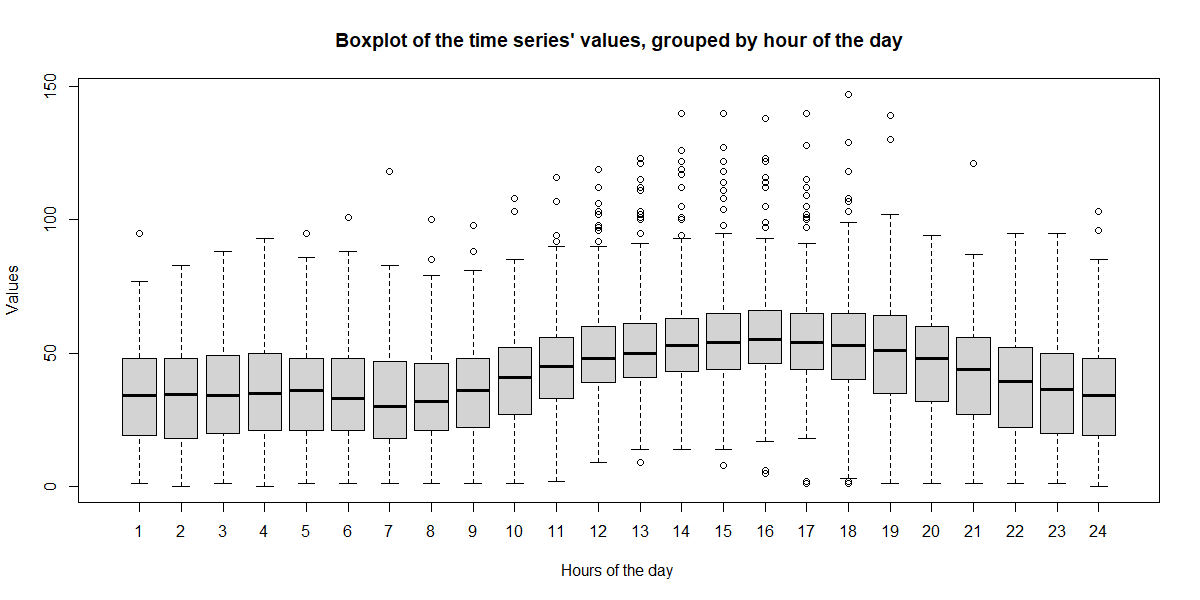 Boxplot of the time series' values, grouped by hour of the day
Values
150
100
50
0
1 2 3 4 5 6 7 8 9 10 11 12 13 14 15 16 17 18 19 20 21 22 23 24
Hours of the day